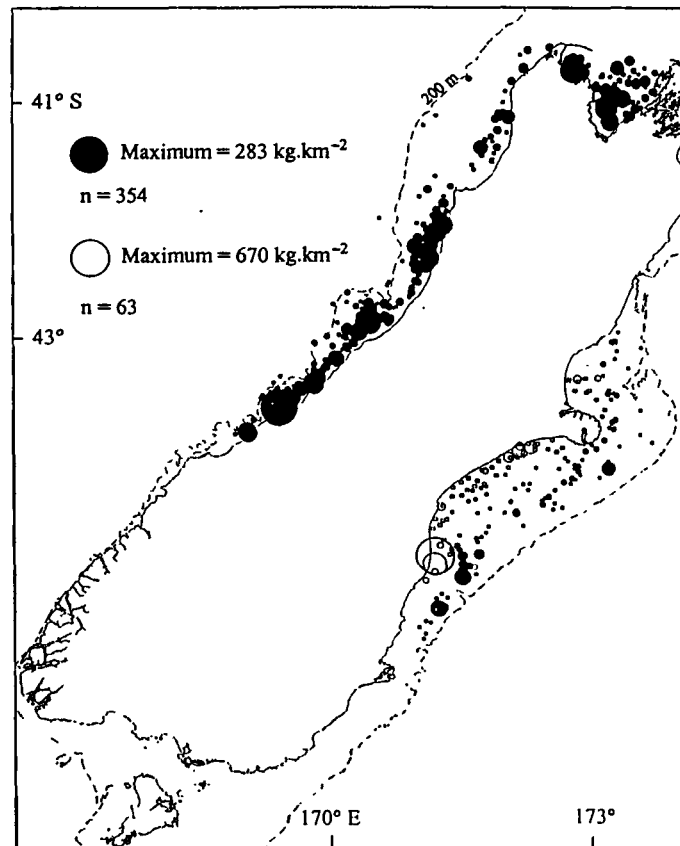 200 m
41° S
Maximum = 283 kg.km⁻²
n = 354
Maximum = 670 kg.km⁻²
n = 63
43°
170° E
173°